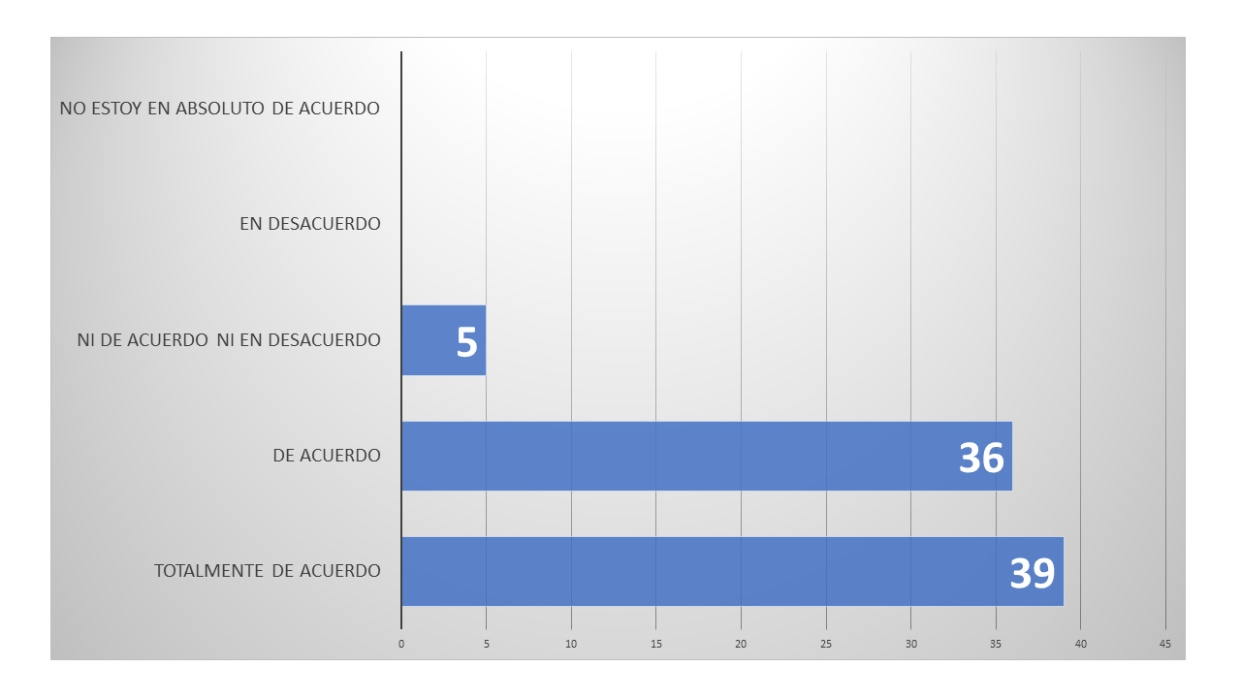 NO ESTOY EN ABSOLUTO DE ACUERDO
EN DESACUERDO
NI DE ACUERDO NI EN DESACUERDO
5
DE ACUERDO
36
TOTALMENTE DE ACUERDO
39
0 5 10 15 20 25 30 35 40 45